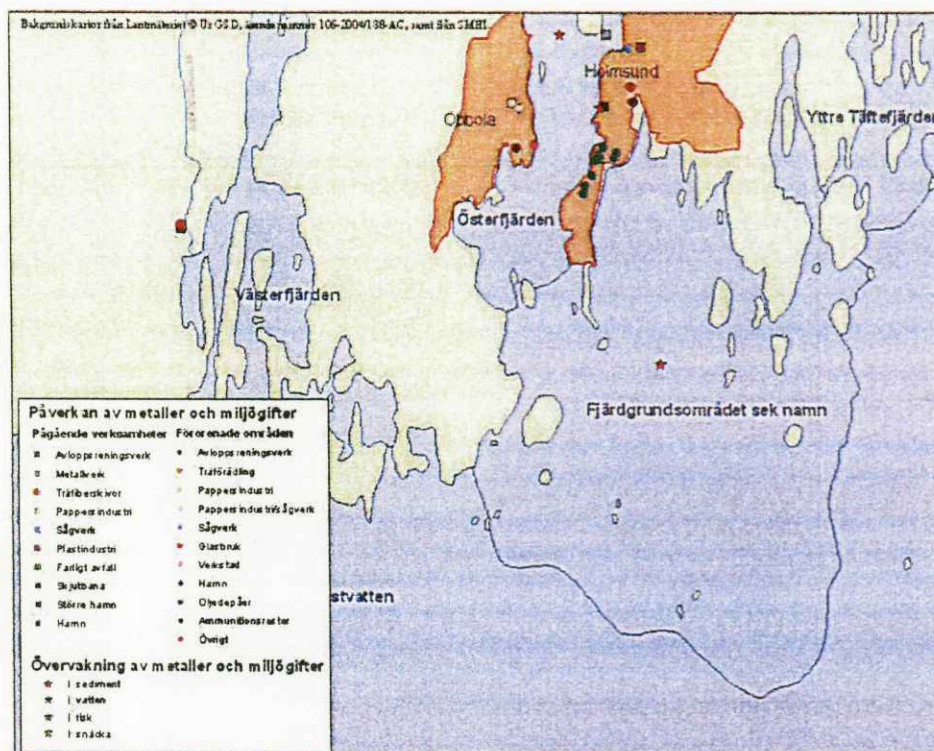 Bakgrundskartor från Lantmäteriet © Ur GSD, ärende nummer 106-2004/188-AC, samt från SMHI.
Holmsund
Obbola
Yttre Täftefjärden
Österfjärden
Västerfjärden
Fjärdgrundsområdet sek namn
stvatten
Påverkan av metaller och miljögifter
Pågående verksamheter
Avloppsreningsverk
Metallverk
Träfiberskivor
Pappersindustri
Sågverk
Plastindustri
Farligt avfall
Skjutbana
Större hamn
Hamn
Förorenade områden
Avloppsreningsverk
Träförädling
Pappersindustri
Pappersindustri/sågverk
Sågverk
Glasbruk
Verkstad
Hamn
Oljedepåer
Ammunitionsrester
Övrigt
Övervakning av metaller och miljögifter
I sediment
I vatten
I fisk
I snäcka